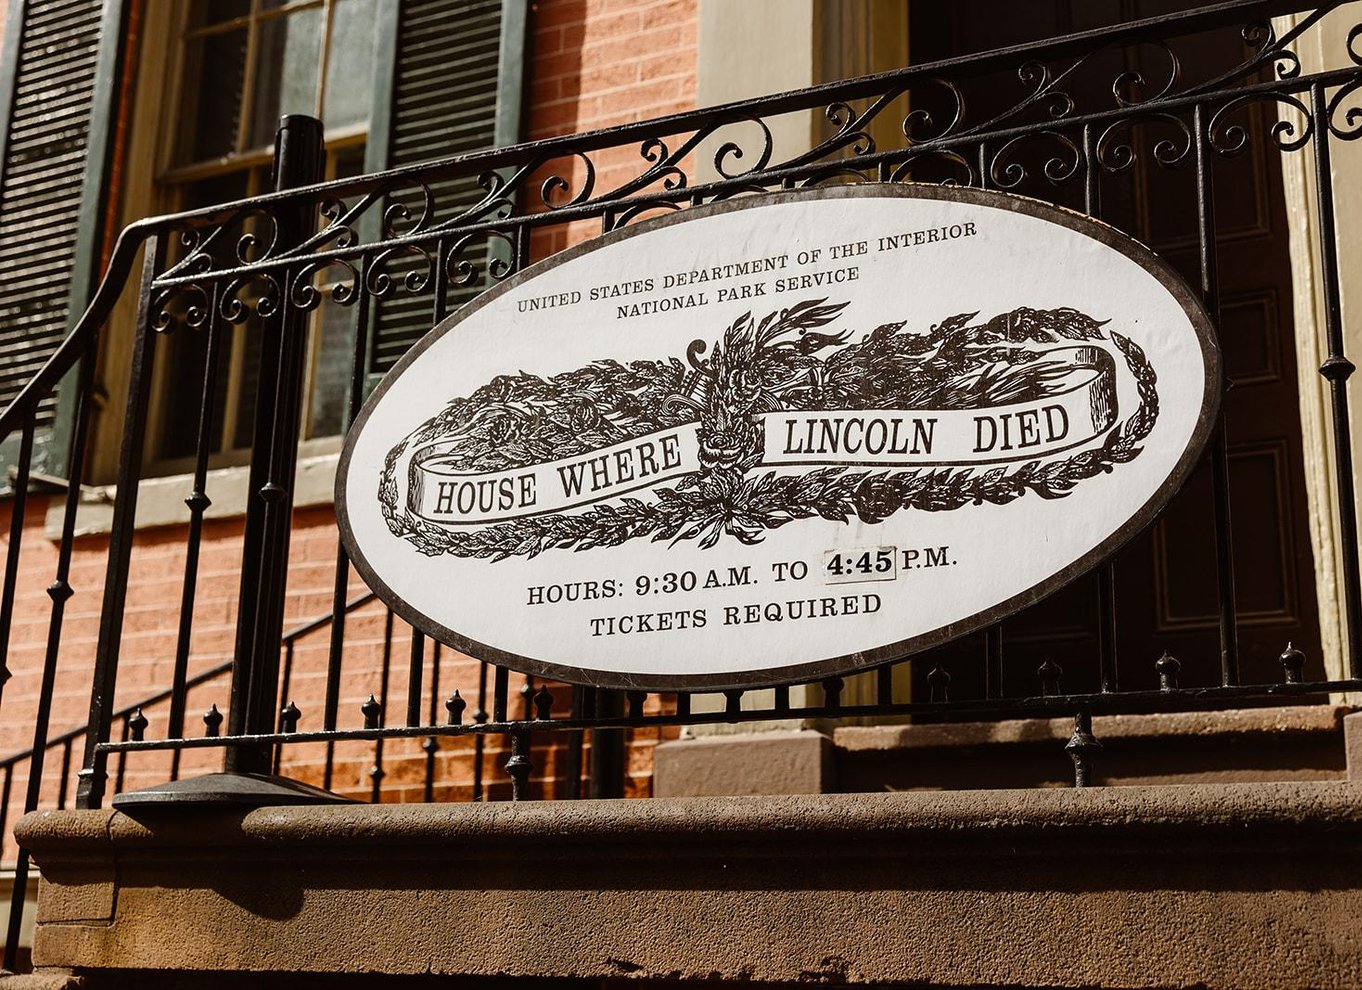 UNITED STATES DEPARTMENT OF THE INTERIOR
NATIONAL PARK SERVICE
HOUSE WHERE LINCOLN DIED
HOURS: 9:30 A.M. TO 4:45 P.M.
TICKETS REQUIRED